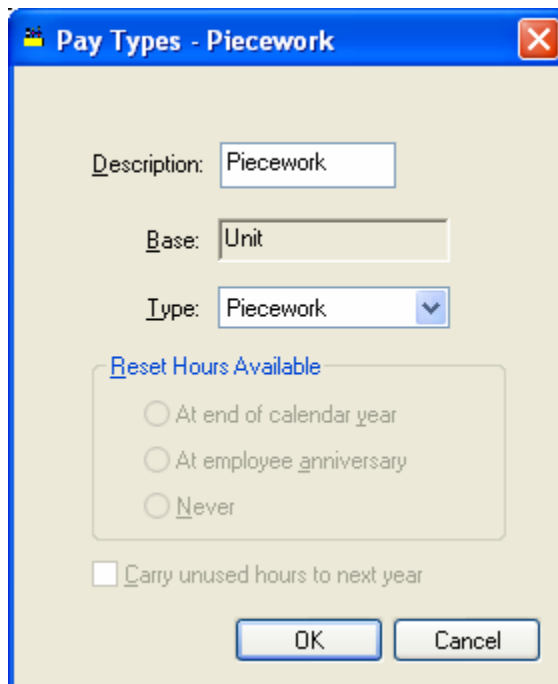 Pay Types - Piecework
Description: Piecework
Base: Unit
Type: Piecework
Reset Hours Available
At end of calendar year
At employee anniversary
Never
Carry unused hours to next year
OK Cancel